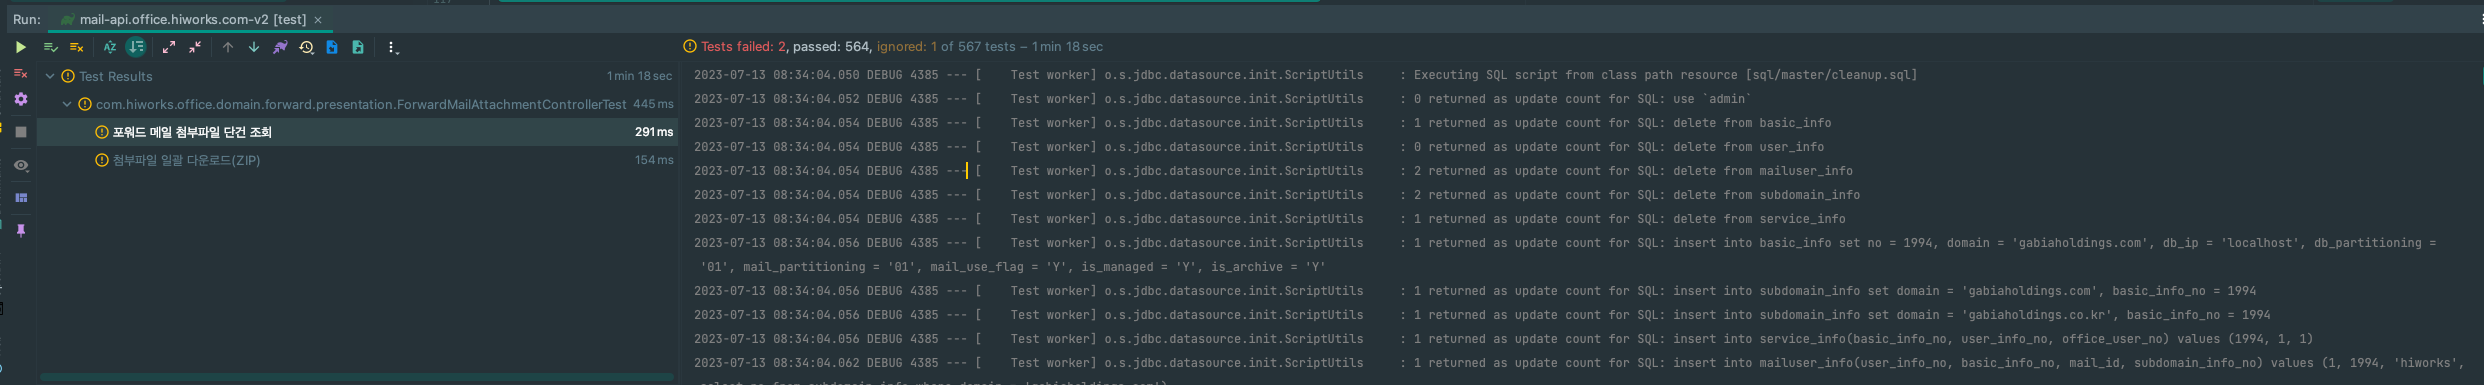 Run: mail-api.office.hiworks.com-v2 [test] ×
Tests failed: 2, passed: 564, ignored: 1 of 567 tests – 1 min 18 sec
Test Results 1 min 18 sec
com.hiworks.office.domain.forward.presentation.ForwardMailAttachmentControllerTest 445 ms
포워드 메일 첨부파일 단건 조회 291 ms
첨부파일 일괄 다운로드(ZIP) 154 ms
2023-07-13 08:34:04.050 DEBUG 4385 --- [    Test worker] o.s.jdbc.datasource.init.ScriptUtils     : Executing SQL script from class path resource [sql/master/cleanup.sql]
2023-07-13 08:34:04.052 DEBUG 4385 --- [    Test worker] o.s.jdbc.datasource.init.ScriptUtils     : 0 returned as update count for SQL: use `admin`
2023-07-13 08:34:04.054 DEBUG 4385 --- [    Test worker] o.s.jdbc.datasource.init.ScriptUtils     : 1 returned as update count for SQL: delete from basic_info
2023-07-13 08:34:04.054 DEBUG 4385 --- [    Test worker] o.s.jdbc.datasource.init.ScriptUtils     : 0 returned as update count for SQL: delete from user_info
2023-07-13 08:34:04.054 DEBUG 4385 --- [    Test worker] o.s.jdbc.datasource.init.ScriptUtils     : 2 returned as update count for SQL: delete from mailuser_info
2023-07-13 08:34:04.054 DEBUG 4385 --- [    Test worker] o.s.jdbc.datasource.init.ScriptUtils     : 2 returned as update count for SQL: delete from subdomain_info
2023-07-13 08:34:04.054 DEBUG 4385 --- [    Test worker] o.s.jdbc.datasource.init.ScriptUtils     : 1 returned as update count for SQL: delete from service_info
2023-07-13 08:34:04.056 DEBUG 4385 --- [    Test worker] o.s.jdbc.datasource.init.ScriptUtils     : 1 returned as update count for SQL: insert into basic_info set no = 1994, domain = 'gabiaholdings.com', db_ip = 'localhost', db_partitioning =
'01', mail_partitioning = '01', mail_use_flag = 'Y', is_managed = 'Y', is_archive = 'Y'
2023-07-13 08:34:04.056 DEBUG 4385 --- [    Test worker] o.s.jdbc.datasource.init.ScriptUtils     : 1 returned as update count for SQL: insert into subdomain_info set domain = 'gabiaholdings.com', basic_info_no = 1994
2023-07-13 08:34:04.056 DEBUG 4385 --- [    Test worker] o.s.jdbc.datasource.init.ScriptUtils     : 1 returned as update count for SQL: insert into subdomain_info set domain = 'gabiaholdings.co.kr', basic_info_no = 1994
2023-07-13 08:34:04.056 DEBUG 4385 --- [    Test worker] o.s.jdbc.datasource.init.ScriptUtils     : 1 returned as update count for SQL: insert into service_info(basic_info_no, user_info_no, office_user_no) values (1994, 1, 1)
2023-07-13 08:34:04.062 DEBUG 4385 --- [    Test worker] o.s.jdbc.datasource.init.ScriptUtils     : 1 returned as update count for SQL: insert into mailuser_info(user_info_no, basic_info_no, mail_id, subdomain_info_no) values (1, 1994, 'hiworks',